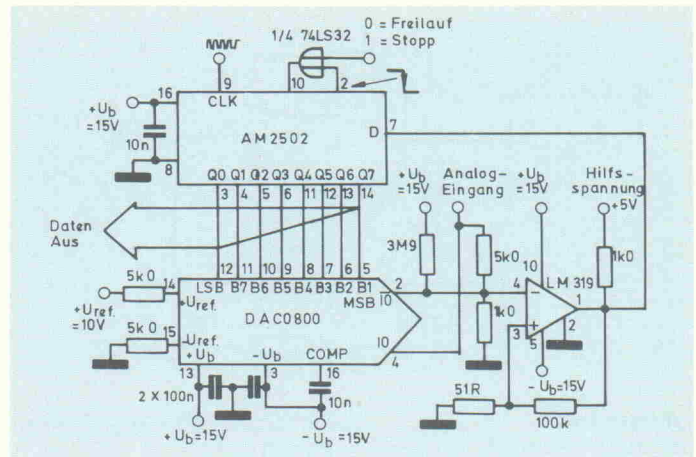 0 = Freilauf
1/4 74LS32
1 = Stopp
9
10
2
16
CLK
+Ub
=15V
10n
AM2502
D
7
8
Q0 Q1 Q2 Q3 Q4 Q5 Q6 Q7
3 4 5 6 11 12 13 14
Daten
Aus
+Ub
=15V
Analog-
Eingang
+Ub
=15V
Hilfs-
spannung
+5V
3M9
5k0
1k0
12 11 10 9 8 7 6 5
LSB B7 B6 B5 B4 B3 B2 B1
MSB
IO
2
5k0
14
+Uref.
+Uref.
=10V
DAC0800
5k0
15
-Uref.
+Ub
-Ub
COMP
IO
4
13
3
16
2 X 100n
10n
+Ub=15V
-Ub=15V
1k0
10
4
-
LM319
1
+
3
2
5
-Ub=15V
51R
100k